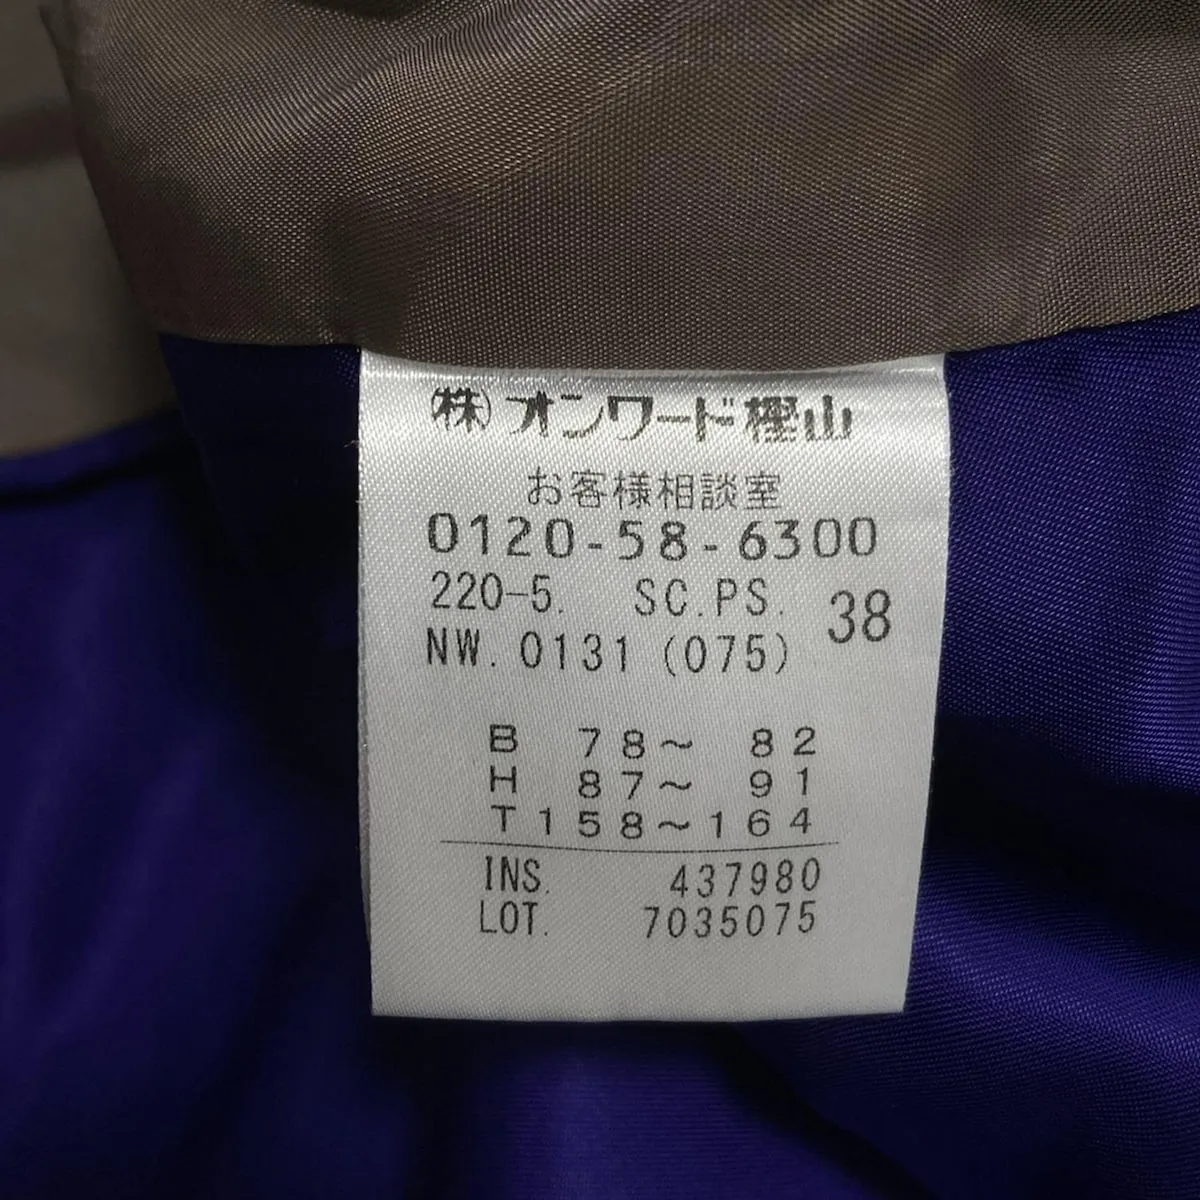 ㈱オンワード樫山
お客様相談室
0120-58-6300
220-5. SC.PS. 38
NW. 0131 (075)
B 78~ 82
H 87~ 91
T158~164
INS. 437980
LOT. 7035075